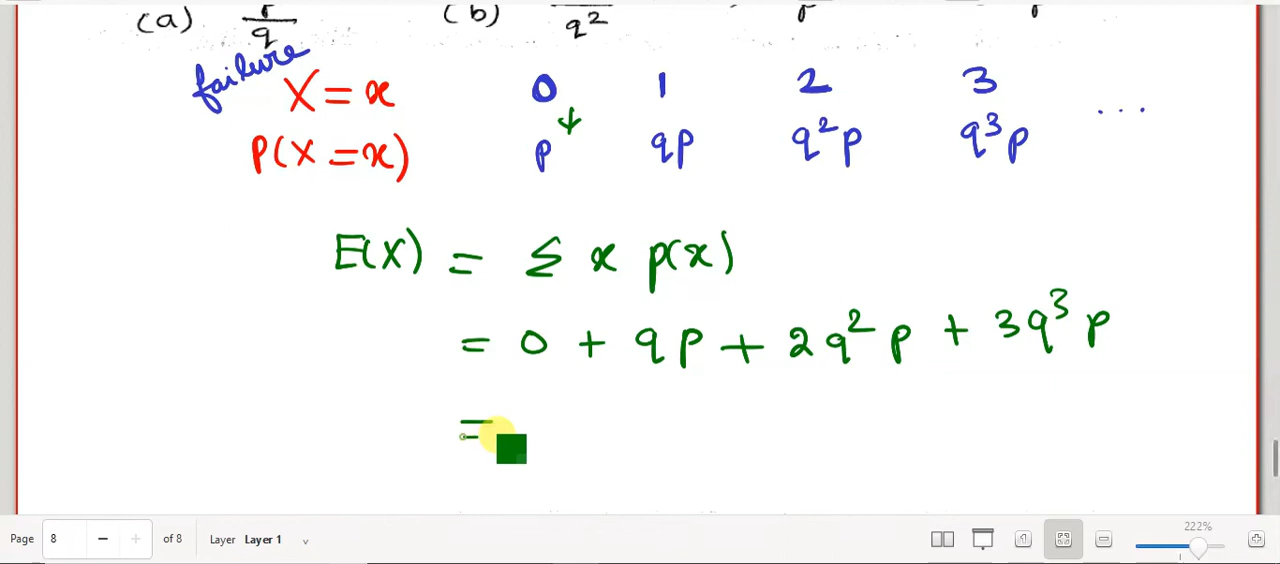 (a) p/q (b) q² p p
failure
X = x 0 1 2 3 ...
P(X = x) p qp q²p q³p
E(X) = Σ x p(x)
= 0 + qp + 2q²p + 3q³p
=
Page 8 of 8 Layer Layer 1 222%